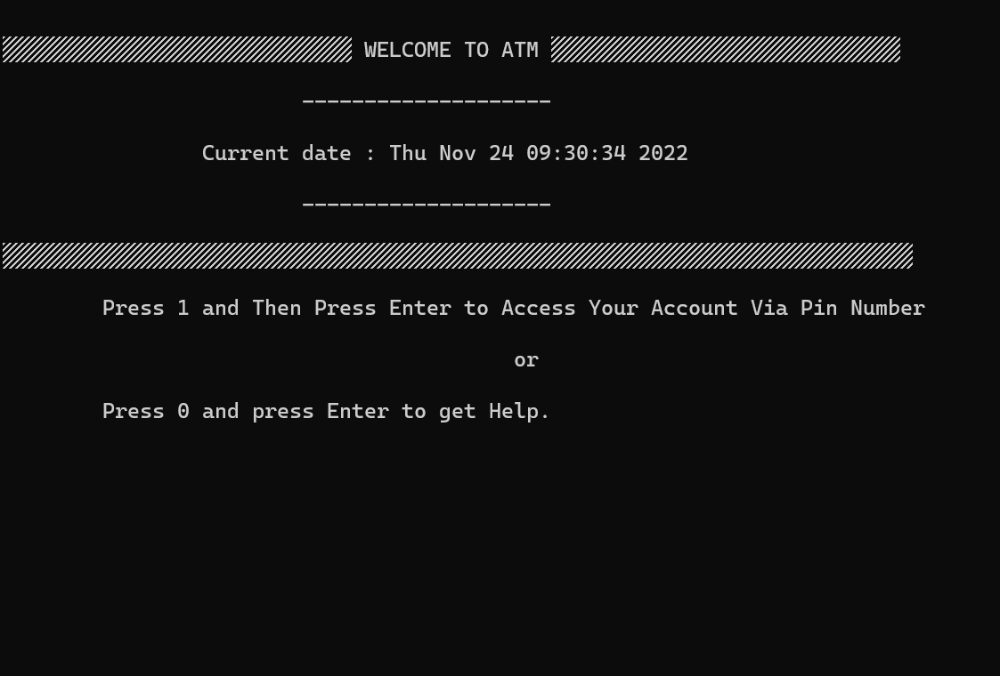 WELCOME TO ATM
--------------------
Current date : Thu Nov 24 09:30:34 2022
--------------------
Press 1 and Then Press Enter to Access Your Account Via Pin Number
or
Press 0 and press Enter to get Help.